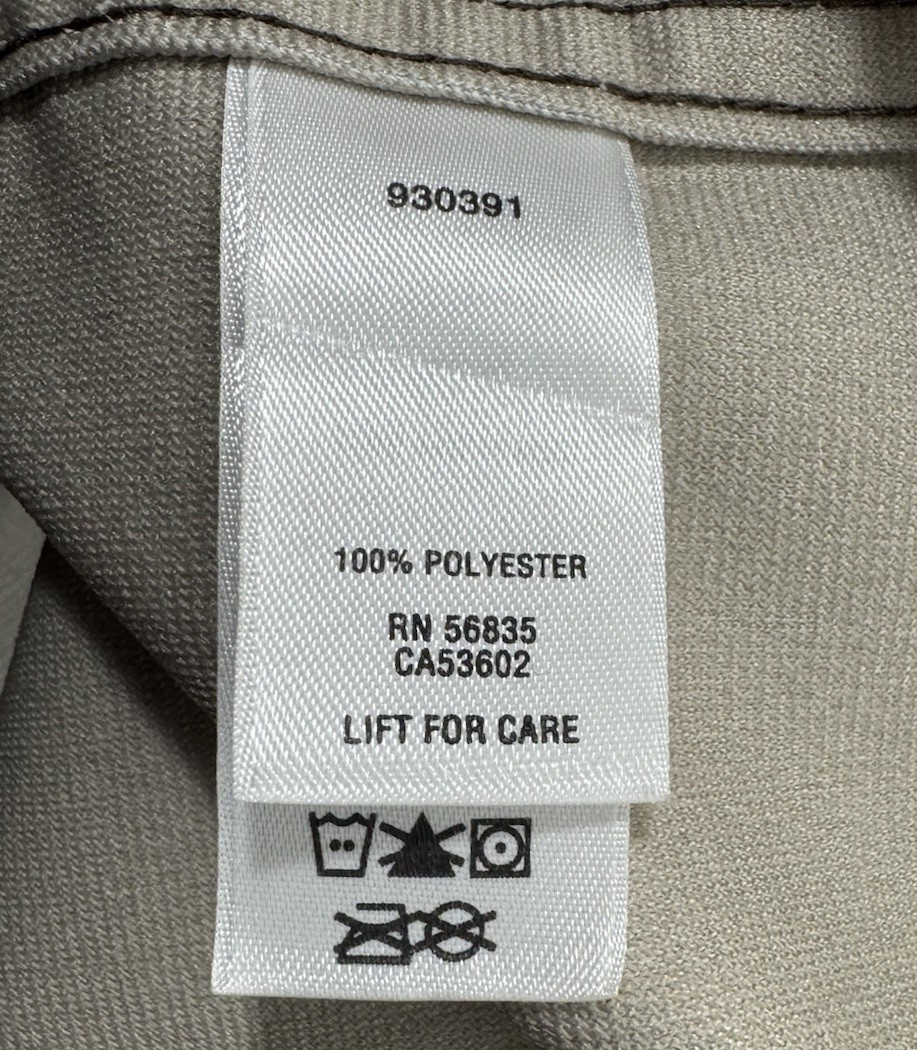 930391
100% POLYESTER
RN 56835
CA53602
LIFT FOR CARE